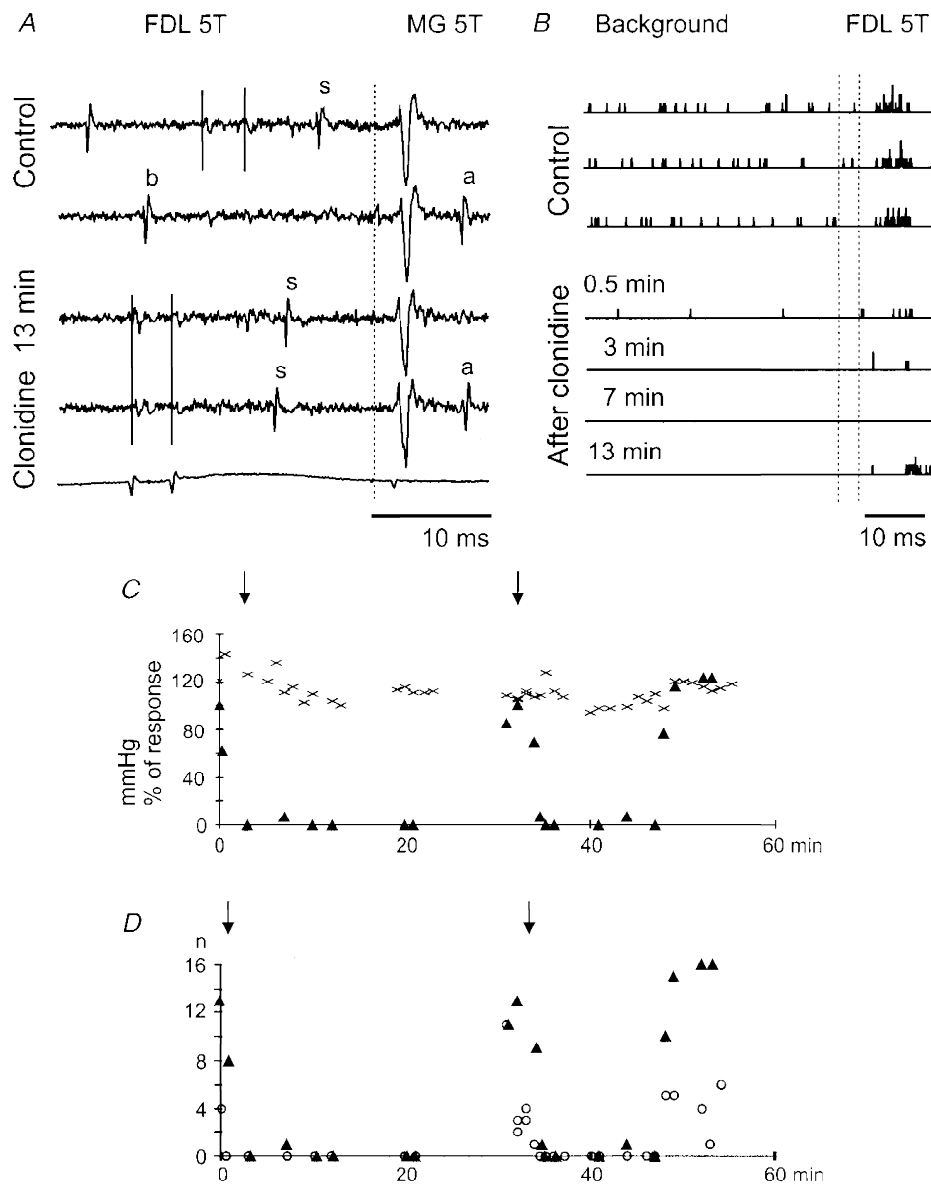 A FDL 5T MG 5T B Background FDL 5T
Control
s
b a
Clonidine 13 min
s
s a
10 ms
Control
After clonidine
0.5 min
3 min
7 min
13 min
10 ms
C
mmHg
% of response
160
120
80
40
0
0 20 40 60 min
D
n
16
12
8
4
0
0 20 40 60 min